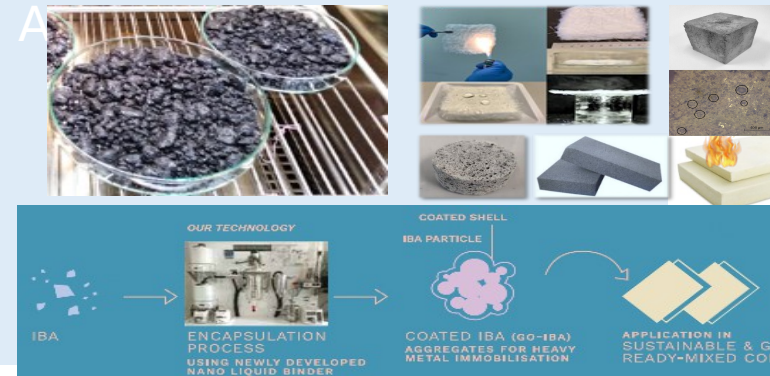 A
OUR TECHNOLOGY
COATED SHELL
IBA PARTICLE
IBA
ENCAPSULATION
PROCESS
USING NEWLY DEVELOPED
NANO LIQUID BINDER
COATED IBA (GO-IBA)
AGGREGATES FOR HEAVY
METAL IMMOBILISATION
APPLICATION IN
SUSTAINABLE & G
READY-MIXED CO